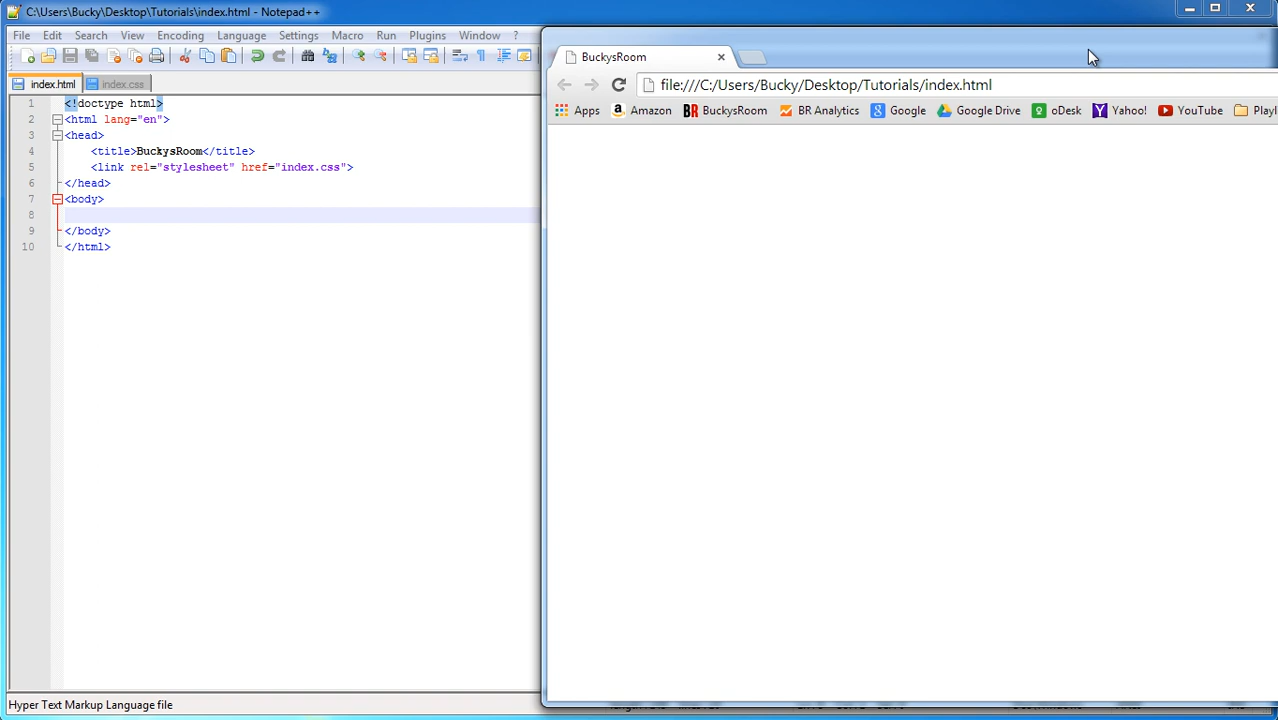 C:\Users\Bucky\Desktop\Tutorials\index.html - Notepad++
File Edit Search View Encoding Language Settings Macro Run Plugins Window ?
index.html index.css
1 <!doctype html>
2 <html lang="en">
3 <head>
4 <title>BuckysRoom</title>
5 <link rel="stylesheet" href="index.css">
6 </head>
7 <body>
8
9 </body>
10 </html>
Hyper Text Markup Language file
BuckysRoom
file:///C:/Users/Bucky/Desktop/Tutorials/index.html
Apps Amazon BuckysRoom BR Analytics Google Google Drive oDesk Yahoo! YouTube Playl